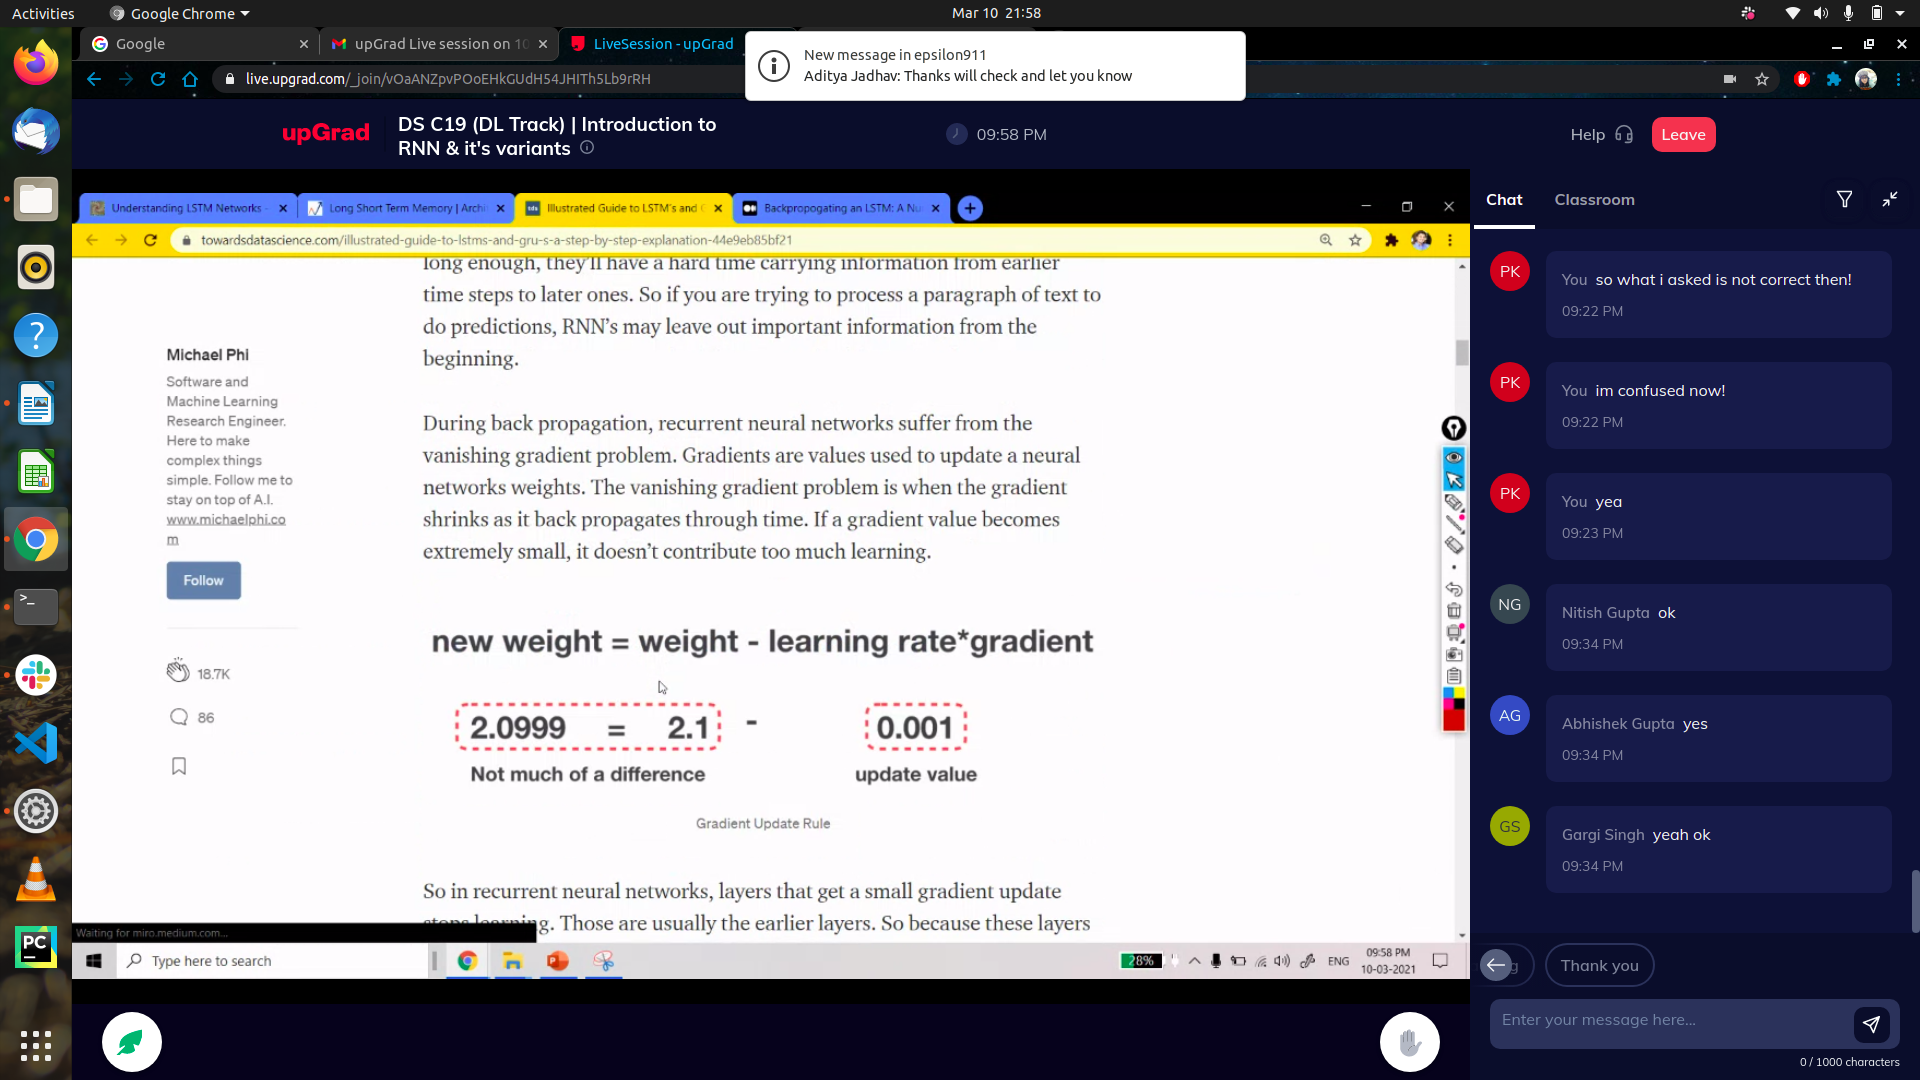 Activities
Google Chrome
Mar 10 21:58
Google
upGrad Live session on 10
LiveSession - upGrad
New message in epsilon911
Aditya Jadhav: Thanks will check and let you know
live.upgrad.com/_join/vOaANZpvPOoEHkGUdH54JHITh5Lb9rRH
upGrad
DS C19 (DL Track) | Introduction to
RNN & it's variants
09:58 PM
Help
Leave
Understanding LSTM Networks -
Long Short Term Memory | Archi
Illustrated Guide to LSTM's and G
Backpropogating an LSTM: A Nu
towardsdatascience.com/illustrated-guide-to-lstms-and-gru-s-a-step-by-step-explanation-44e9eb85bf21
long enough, they'll have a hard time carrying information from earlier
time steps to later ones. So if you are trying to process a paragraph of text to
do predictions, RNN's may leave out important information from the
beginning.
Michael Phi
Software and
Machine Learning
Research Engineer.
Here to make
complex things
simple. Follow me to
stay on top of A.I.
www.michaelphi.co
m
Follow
18.7K
86
During back propagation, recurrent neural networks suffer from the
vanishing gradient problem. Gradients are values used to update a neural
networks weights. The vanishing gradient problem is when the gradient
shrinks as it back propagates through time. If a gradient value becomes
extremely small, it doesn't contribute too much learning.
new weight = weight - learning rate*gradient
2.0999 = 2.1 - 0.001
Not much of a difference update value
Gradient Update Rule
So in recurrent neural networks, layers that get a small gradient update
stops learning. Those are usually the earlier layers. So because these layers
Waiting for miro.medium.com...
Type here to search
28%
ENG
09:58 PM
10-03-2021
Chat
Classroom
PK
You so what i asked is not correct then!
09:22 PM
PK
You im confused now!
09:22 PM
PK
You yea
09:23 PM
NG
Nitish Gupta ok
09:34 PM
AG
Abhishek Gupta yes
09:34 PM
GS
Gargi Singh yeah ok
09:34 PM
Thank you
Enter your message here...
0 / 1000 characters
PC